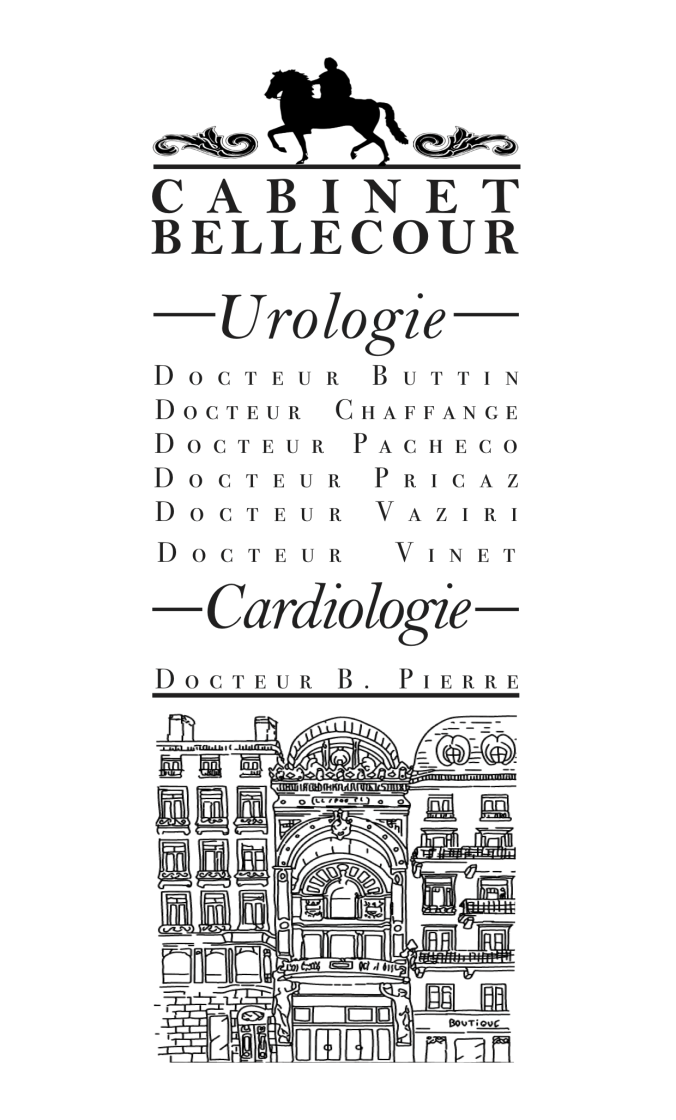 CABINET
BELLECOUR
Urologie
DOCTEUR BUTTIN
DOCTEUR CHAFFANGE
DOCTEUR PACHECO
DOCTEUR PRICAZ
DOCTEUR VAZIRI
DOCTEUR VINET
Cardiologie
DOCTEUR B. PIERRE
BOUTIQUE